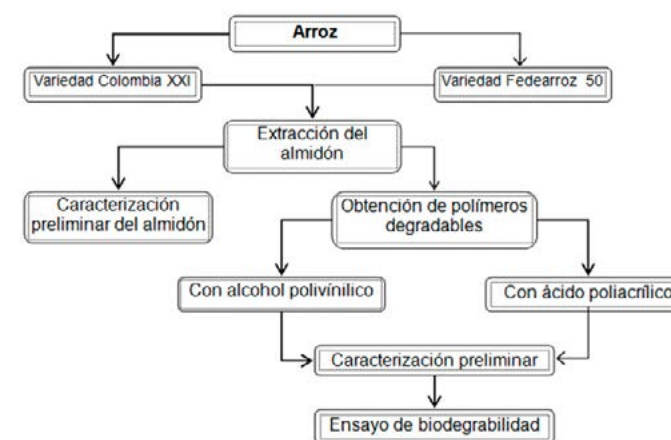 Arroz
Variedad Colombia XXI
Variedad Fedearroz 50
Extracción del
almidón
Caracterización
preliminar del almidón
Obtención de polímeros
degradables
Con alcohol polivínilico
Con ácido poliacrílico
Caracterización preliminar
Ensayo de biodegrabilidad